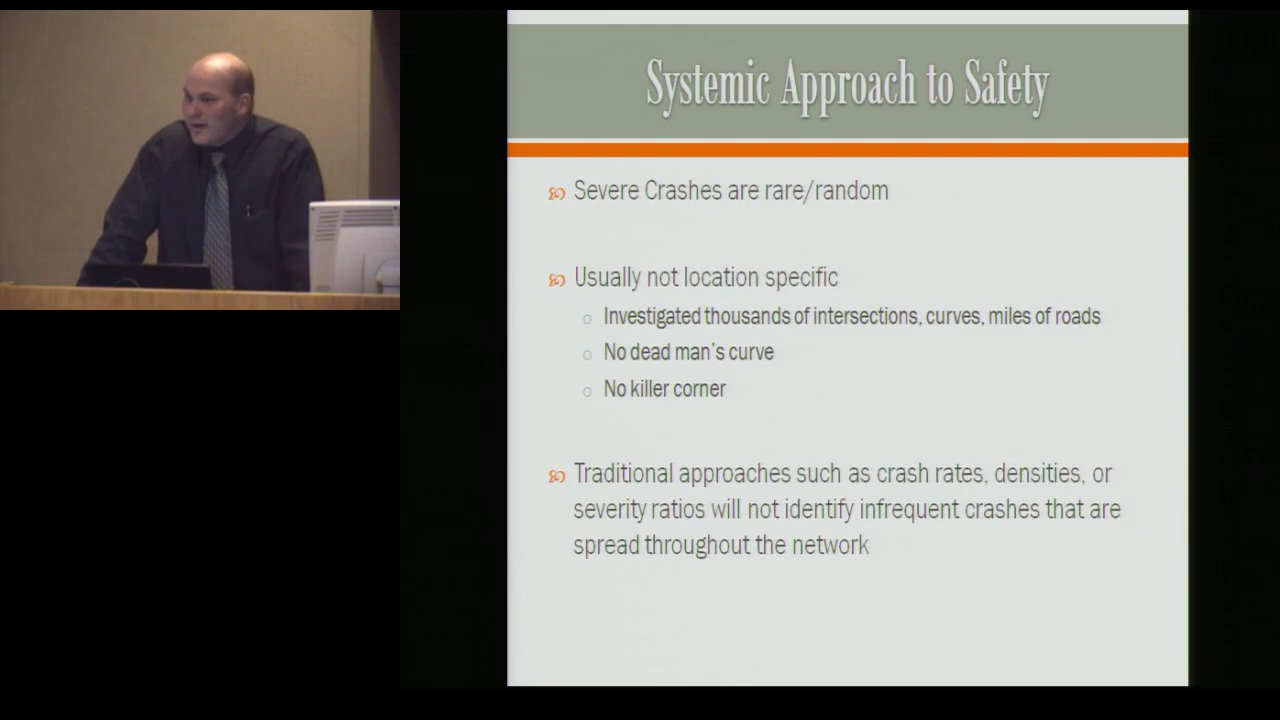 Systemic Approach to Safety
Severe Crashes are rare/random
Usually not location specific
Investigated thousands of intersections, curves, miles of roads
No dead man's curve
No killer corner
Traditional approaches such as crash rates, densities, or
severity ratios will not identify infrequent crashes that are
spread throughout the network